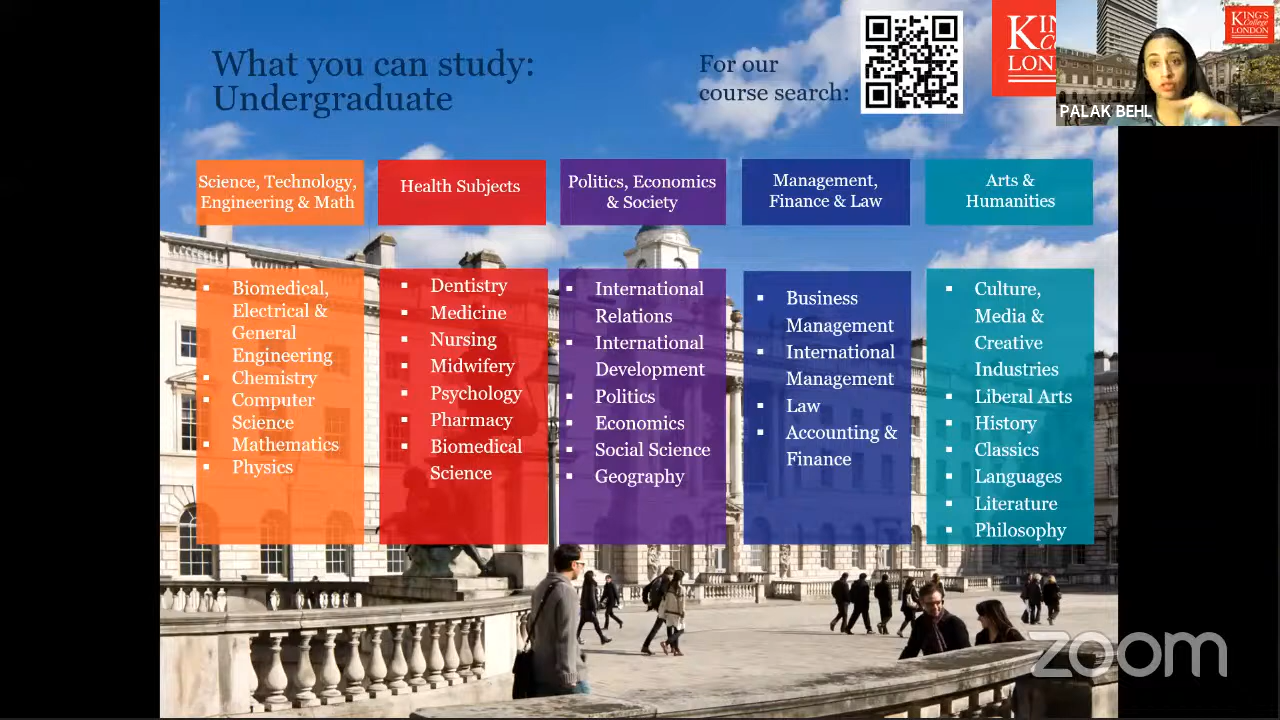 What you can study:
Undergraduate
For our
course search:
KING'S
College
LONDON
PALAK BEHL
Science, Technology,
Engineering & Math
Health Subjects
Politics, Economics
& Society
Management,
Finance & Law
Arts &
Humanities
▪ Biomedical,
Electrical &
General
Engineering
▪ Chemistry
▪ Computer
Science
▪ Mathematics
▪ Physics
▪ Dentistry
▪ Medicine
▪ Nursing
▪ Midwifery
▪ Psychology
▪ Pharmacy
▪ Biomedical
Science
▪ International
Relations
▪ International
Development
▪ Politics
▪ Economics
▪ Social Science
▪ Geography
▪ Business
Management
▪ International
Management
▪ Law
▪ Accounting &
Finance
▪ Culture,
Media &
Creative
Industries
▪ Liberal Arts
▪ History
▪ Classics
▪ Languages
▪ Literature
▪ Philosophy
zoom